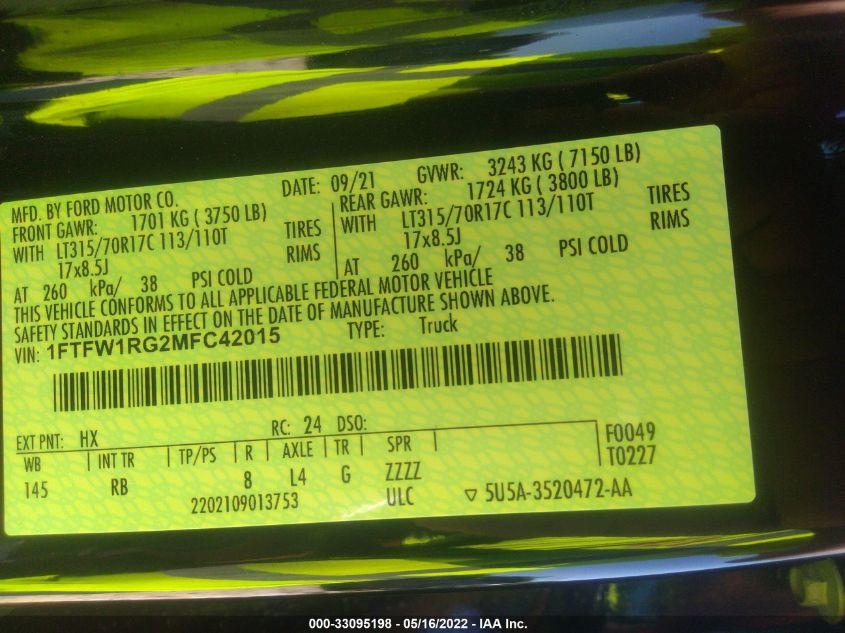 MFD. BY FORD MOTOR CO. DATE: 09/21 GVWR: 3243 KG ( 7150 LB)
FRONT GAWR: 1701 KG ( 3750 LB) REAR GAWR: 1724 KG ( 3800 LB)
WITH LT315/70R17C 113/110T TIRES WITH LT315/70R17C 113/110T TIRES
17x8.5J RIMS 17x8.5J RIMS
AT 260 kPa/ 38 PSI COLD AT 260 kPa/ 38 PSI COLD
THIS VEHICLE CONFORMS TO ALL APPLICABLE FEDERAL MOTOR VEHICLE
SAFETY STANDARDS IN EFFECT ON THE DATE OF MANUFACTURE SHOWN ABOVE.
VIN: 1FTFW1RG2MFC42015 TYPE: Truck
EXT PNT: HX RC: 24 DSO:
WB INT TR TP/PS R AXLE TR SPR F0049
145 RB 8 L4 G ZZZZ T0227
2202109013753 ULC ▽ 5U5A-3520472-AA
000-33095198 - 05/16/2022 - IAA Inc.